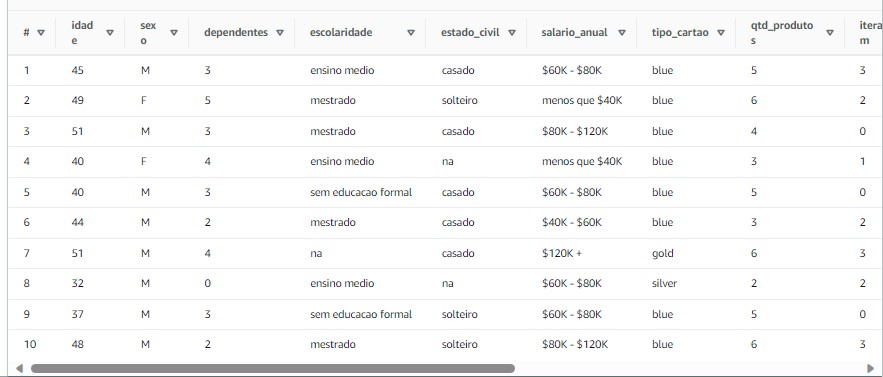 # idade sexo dependentes escolaridade estado_civil salario_anual tipo_cartao qtd_produtos iteram
1 45 M 3 ensino medio casado $60K - $80K blue 5 3
2 49 F 5 mestrado solteiro menos que $40K blue 6 2
3 51 M 3 mestrado casado $80K - $120K blue 4 0
4 40 F 4 ensino medio na menos que $40K blue 3 1
5 40 M 3 sem educacao formal casado $60K - $80K blue 5 0
6 44 M 2 mestrado casado $40K - $60K blue 3 2
7 51 M 4 na casado $120K + gold 6 3
8 32 M 0 ensino medio na $60K - $80K silver 2 2
9 37 M 3 sem educacao formal solteiro $60K - $80K blue 5 0
10 48 M 2 mestrado solteiro $80K - $120K blue 6 3